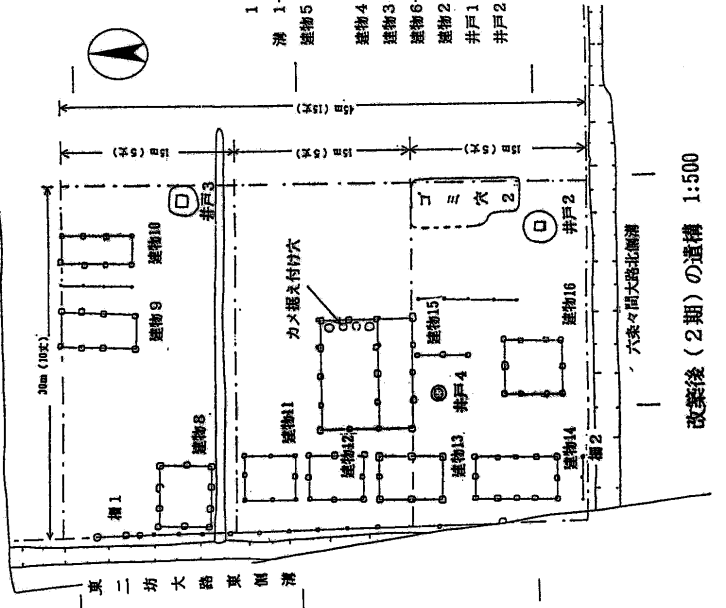 1
溝1
建物5
建物4
建物3
建物6
建物2
井戸1
井戸2
45m (15丈)
15m (5丈)
15m (5丈)
15m (5丈)
30m (10丈)
井戸3
建物10
建物9
ゴミ穴2
井戸2
カメ据え付け穴
建物15
建物16
井戸4
建物8
建物11
建物12
建物13
建物14
柵1
柵2
東二坊大路東側溝
六条々間大路北側溝
改築後(2期)の遺構 1:500